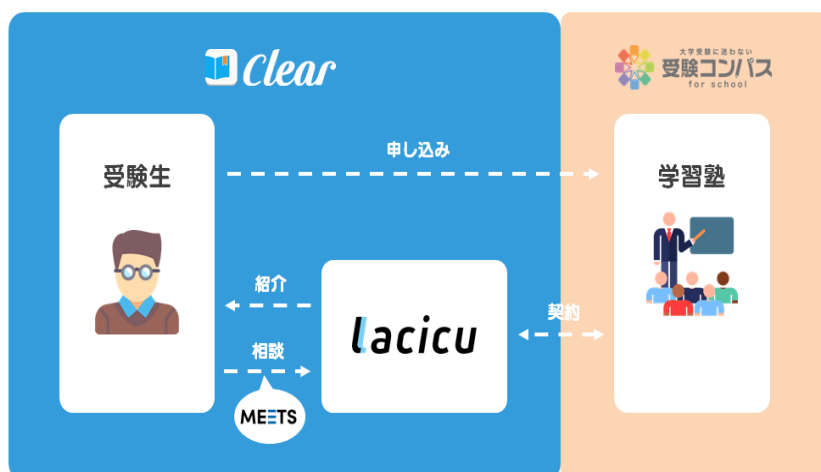 Clear
大学受験に迷わない
受験コンパス
for school
受験生
申し込み
学習塾
紹介
lacicu
契約
相談
MEETS